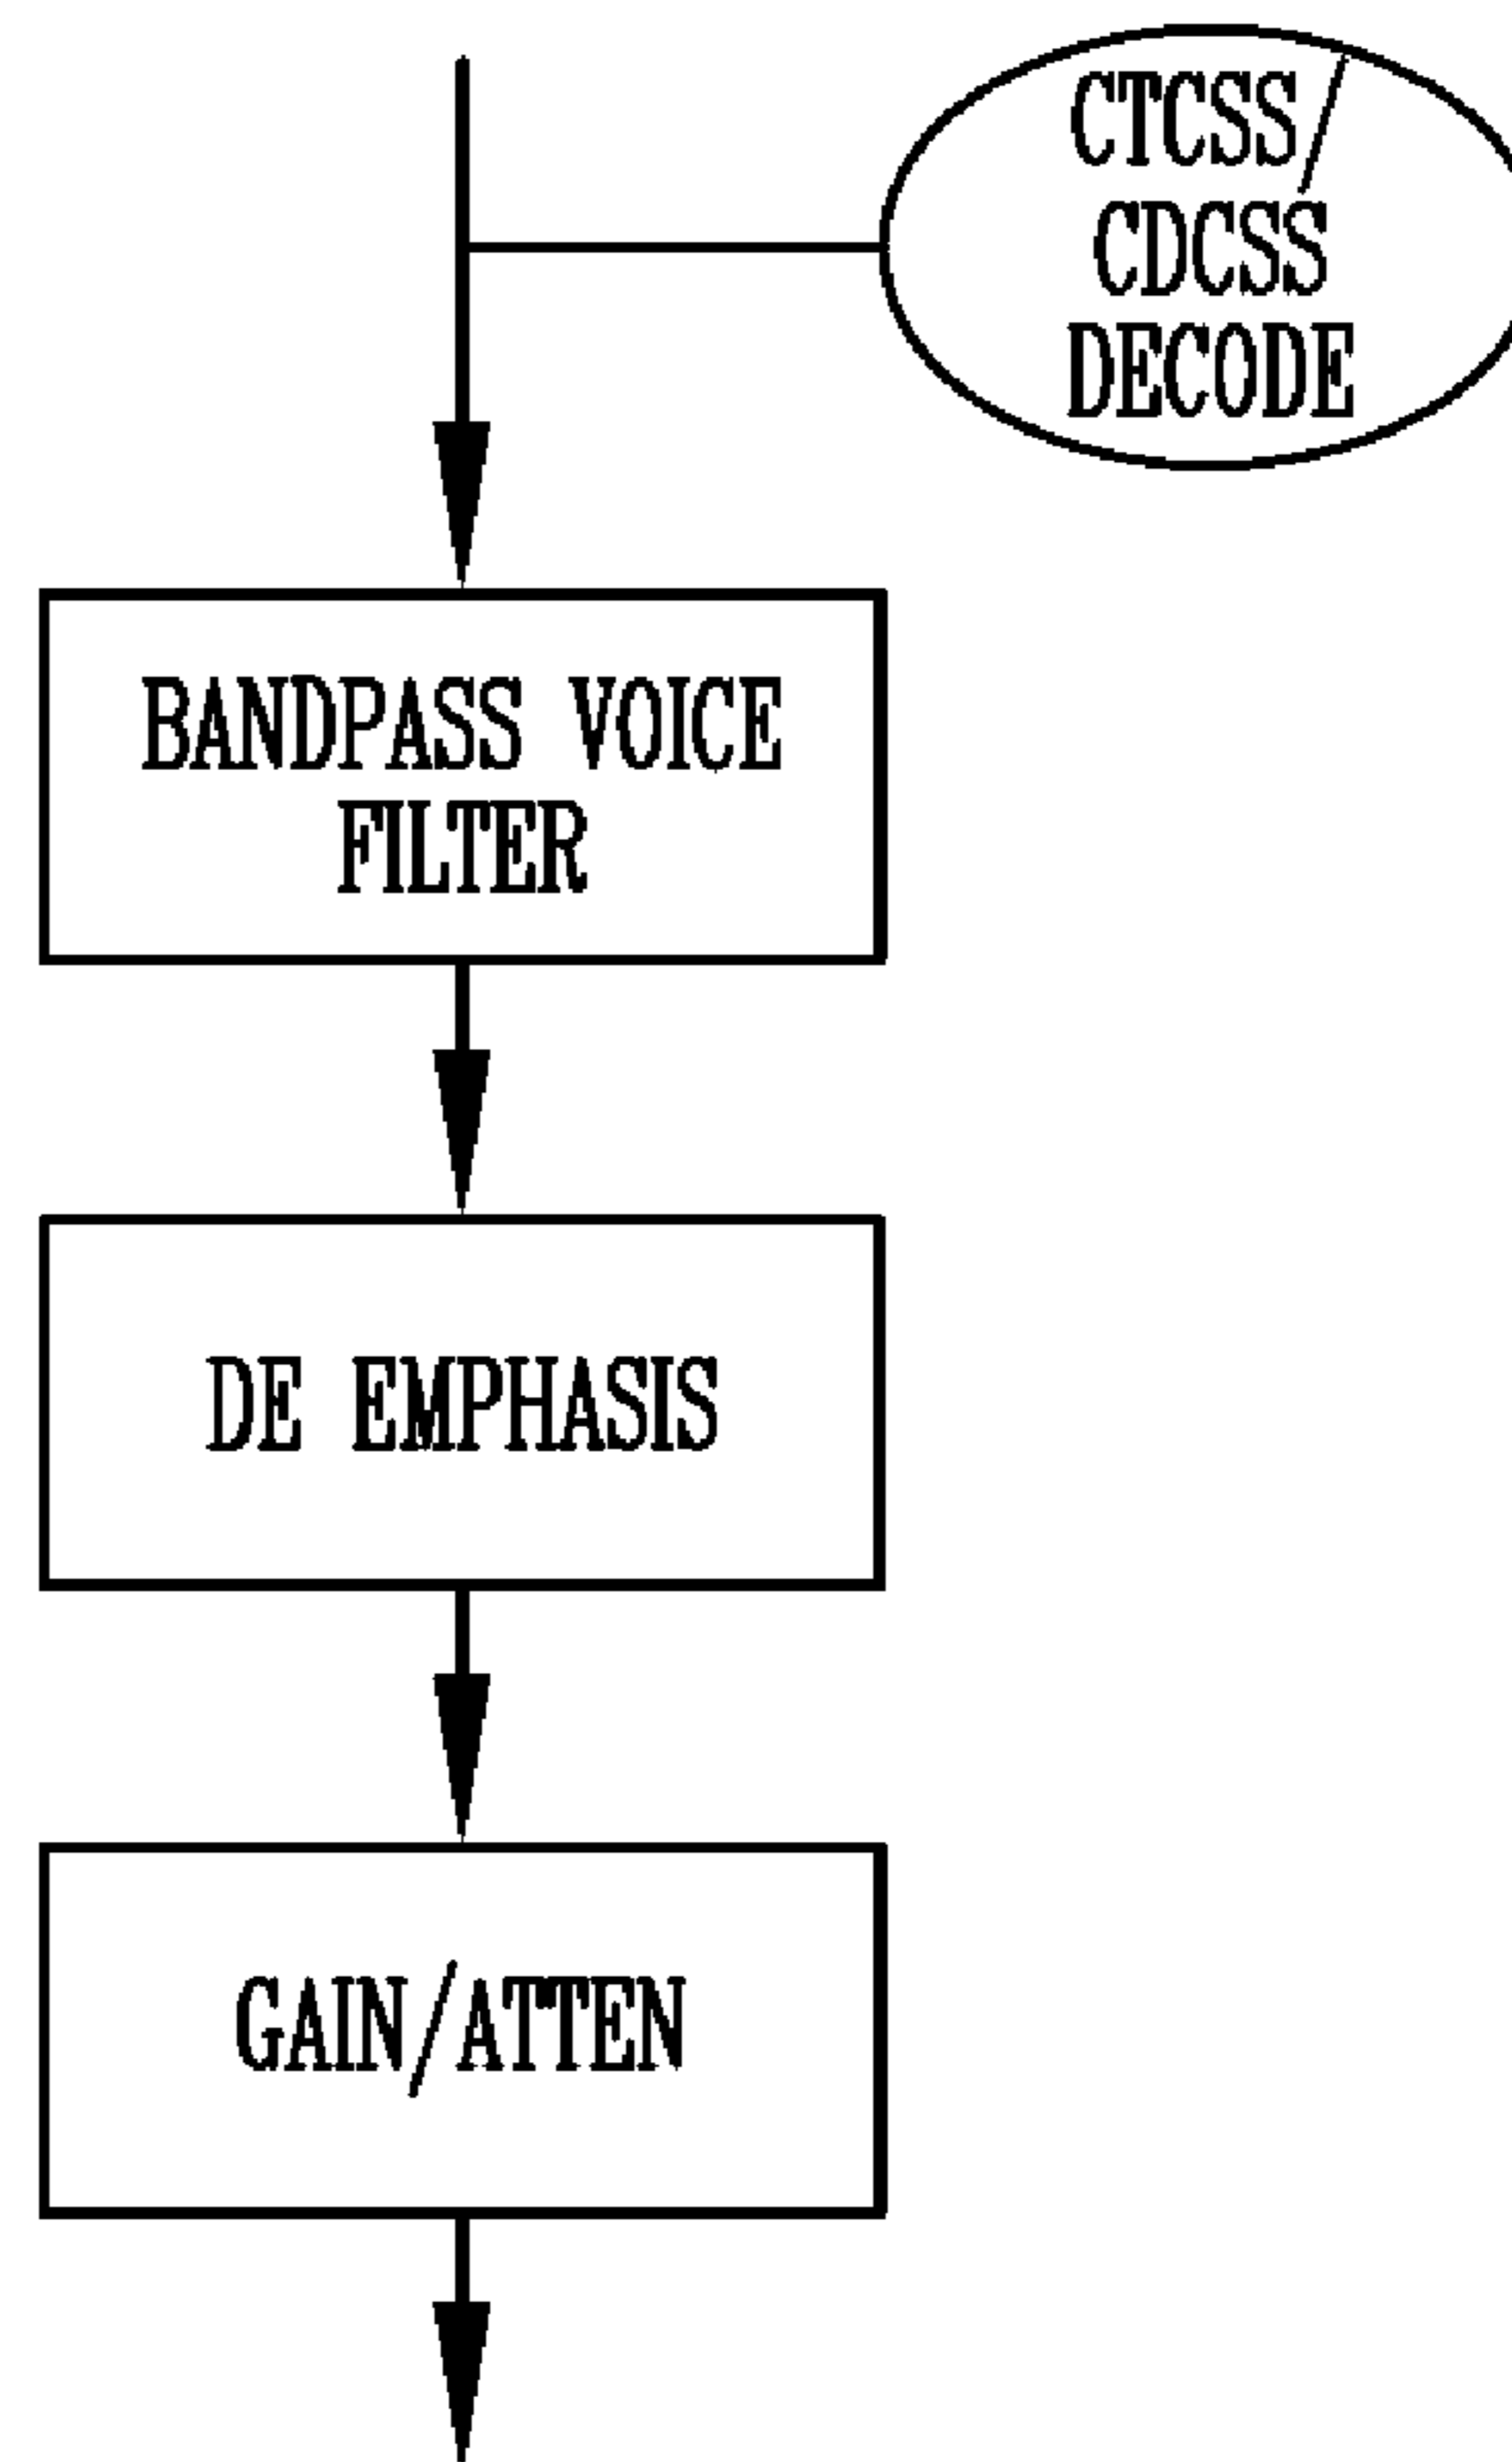 CTCSS/
CDCSS
DECODE
BANDPASS VOICE
FILTER
DE EMPHASIS
GAIN/ATTEN